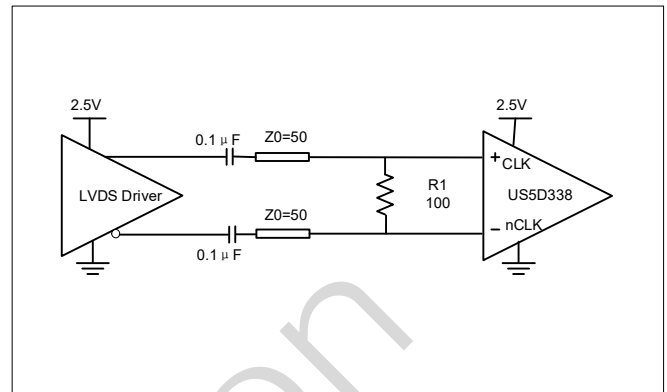 2.5V
2.5V
0.1 μF
Z0=50
+ CLK
LVDS Driver
R1
100
US5D338
Z0=50
− nCLK
0.1 μF
on